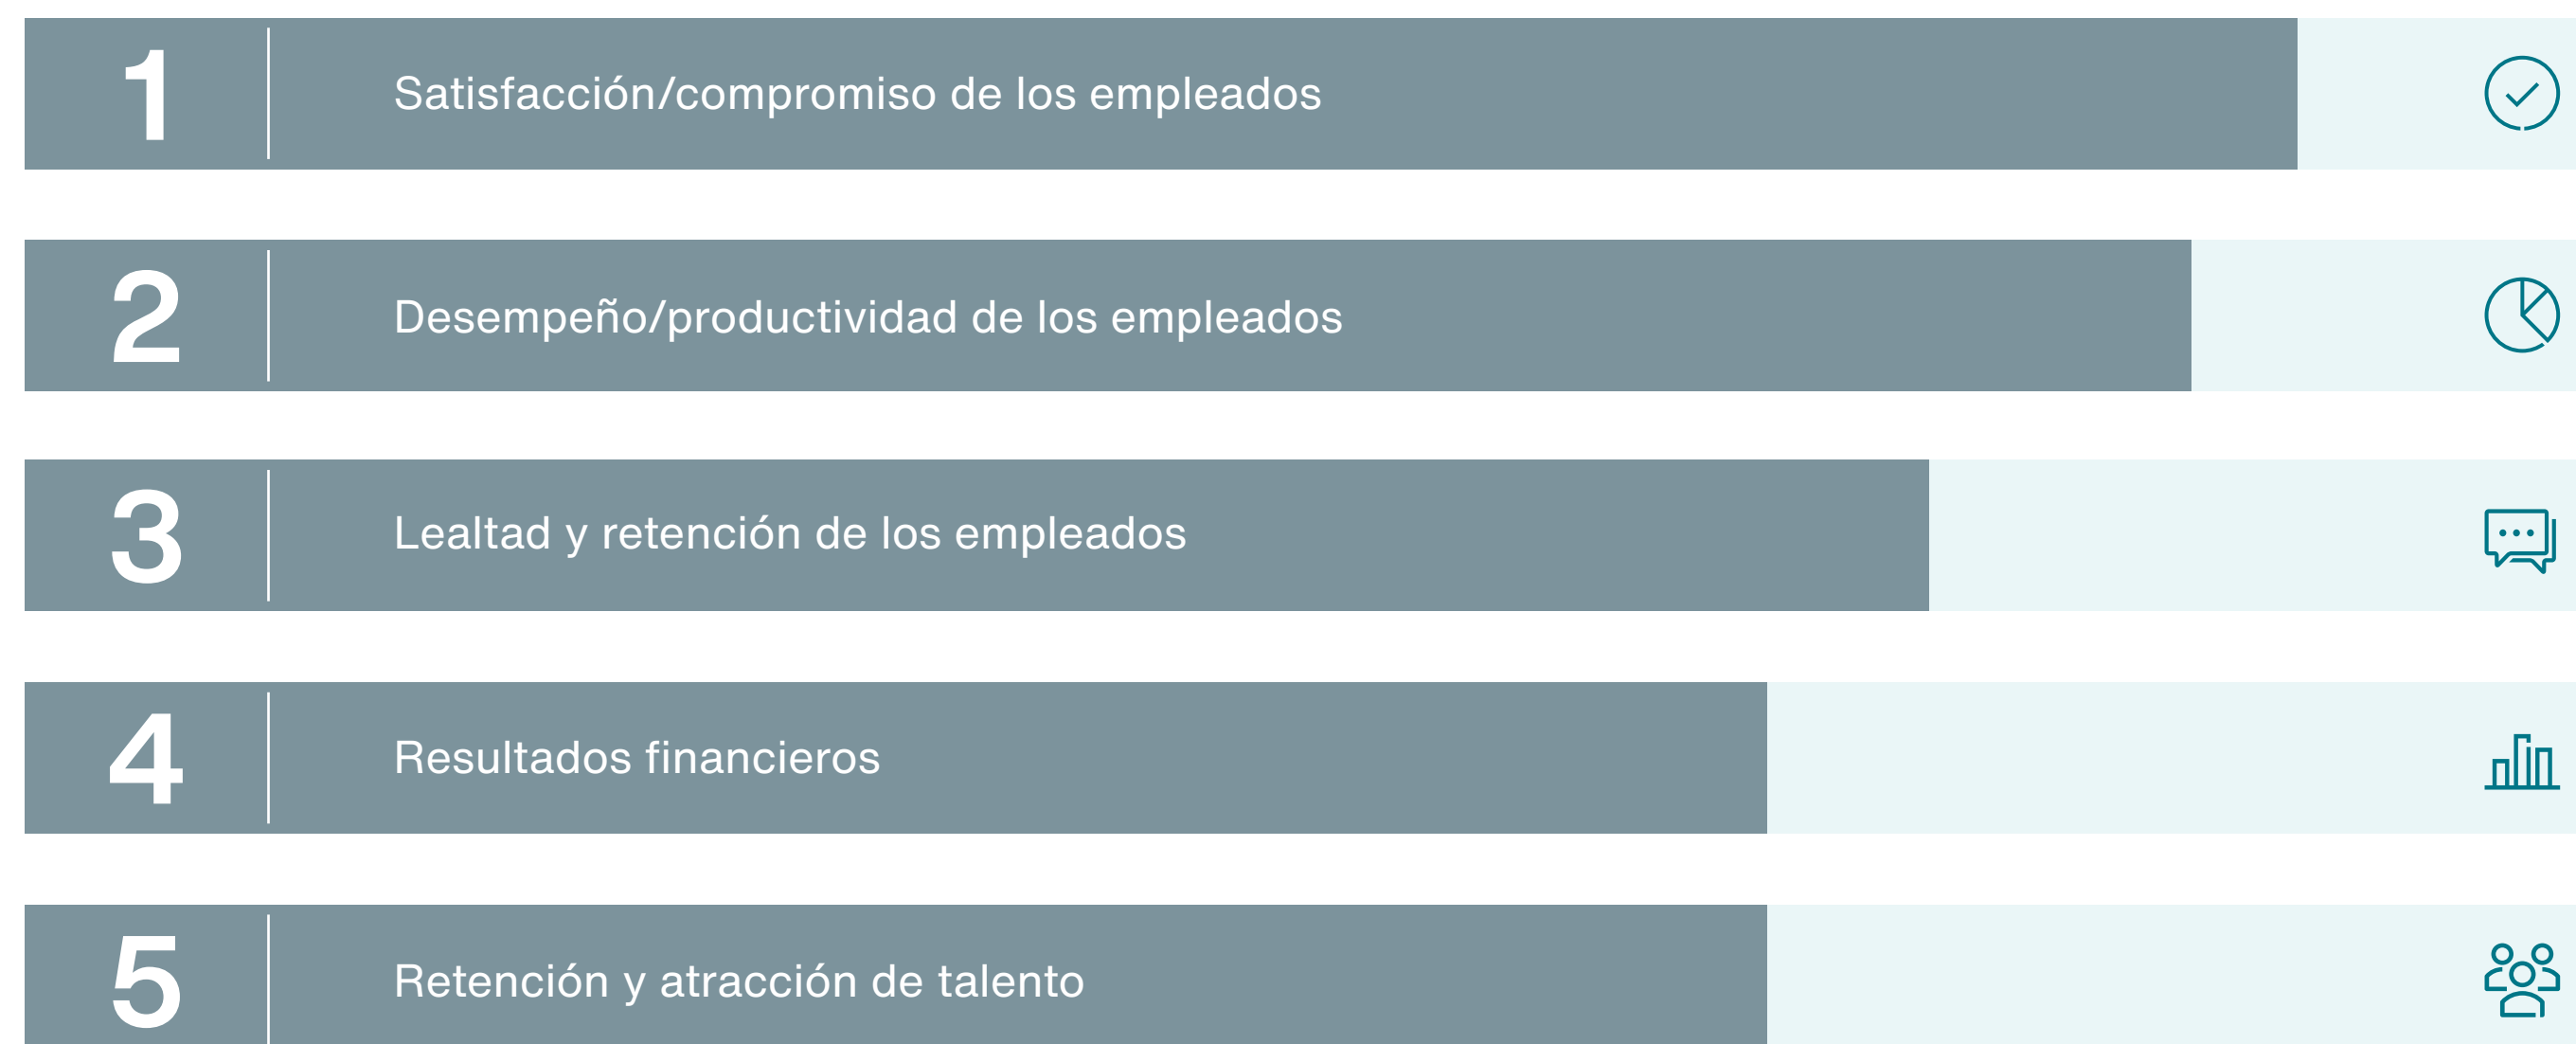 1
Satisfacción/compromiso de los empleados
2
Desempeño/productividad de los empleados
3
Lealtad y retención de los empleados
4
Resultados financieros
5
Retención y atracción de talento